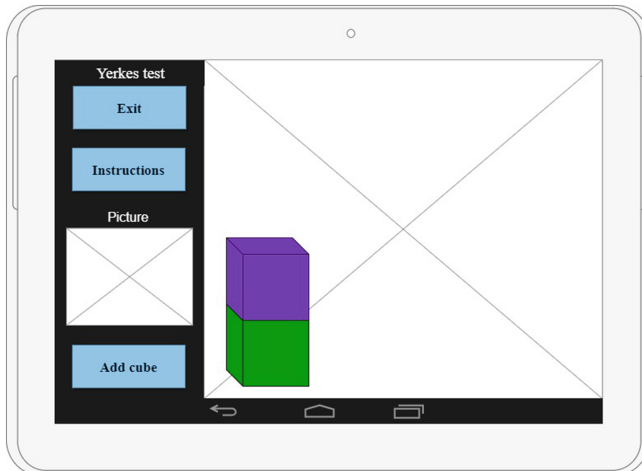 Yerkes test
Exit
Instructions
Picture
Add cube